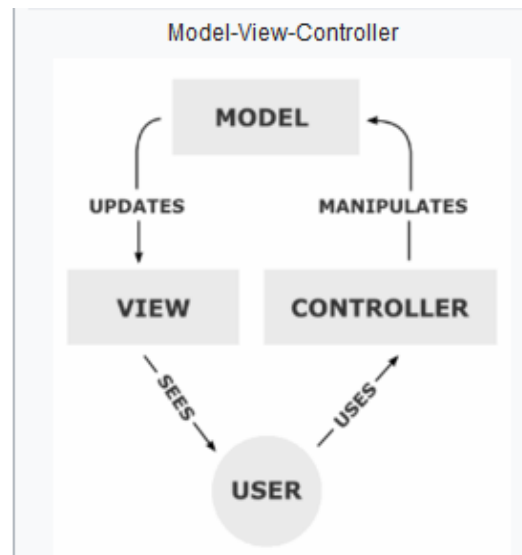 Model-View-Controller
MODEL
UPDATES
MANIPULATES
VIEW
CONTROLLER
SEES
USES
USER